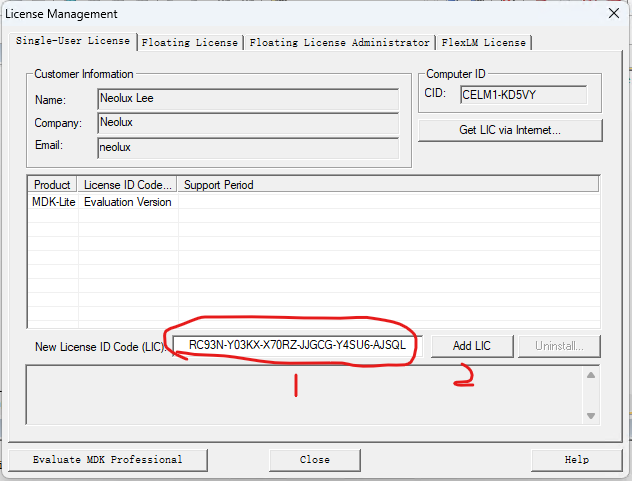 License Management
Single-User License Floating License Floating License Administrator FlexLM License
Customer Information
Name: Neolux Lee
Company: Neolux
Email: neolux
Computer ID
CID: CELM1-KD5VY
Get LIC via Internet...
Product License ID Code... Support Period
MDK-Lite Evaluation Version
New License ID Code (LIC): RC93N-Y03KX-X70RZ-JJGCG-Y4SU6-AJSQL Add LIC Uninstall...
1 2
Evaluate MDK Professional Close Help